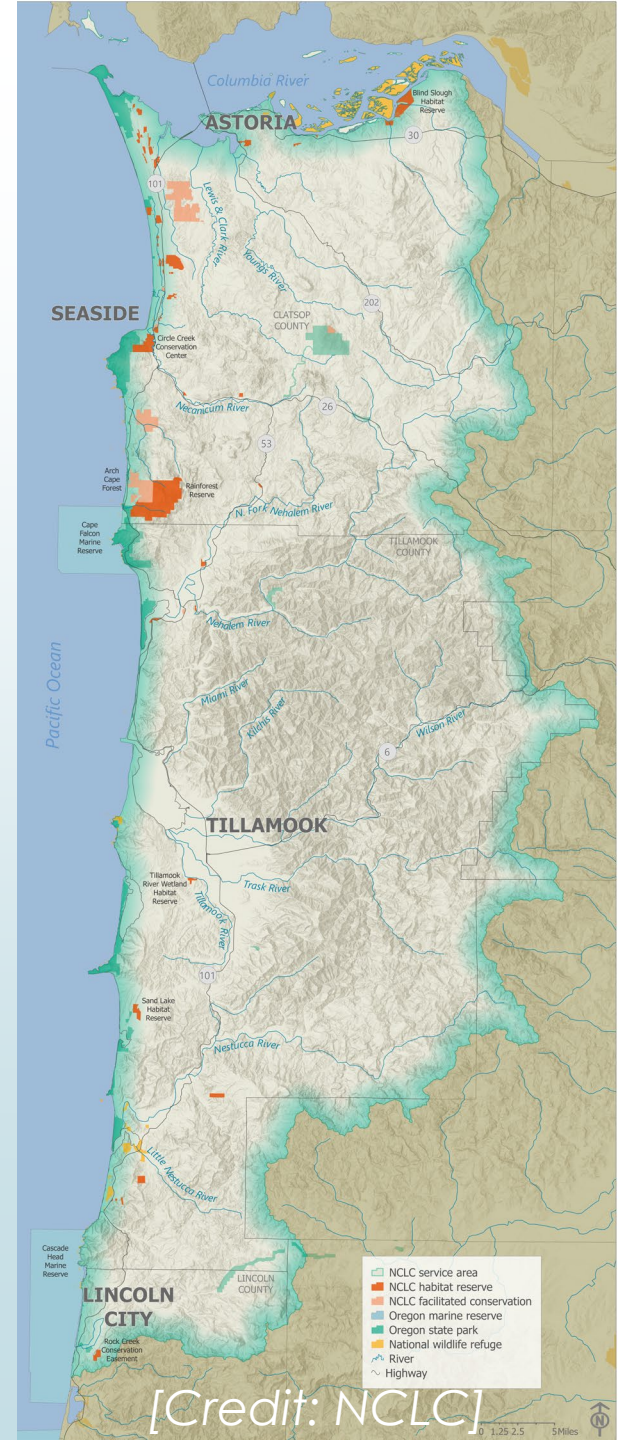 Columbia River
Blind Slough
Habitat
Reserve
ASTORIA
30
101
Lewis & Clark
River
Youngs River
202
SEASIDE
CLATSOP
COUNTY
Circle Creek
Conservation
Center
Necanicum River
26
53
Arch
Cape
Forest
Rainforest
Reserve
N. Fork Nehalem River
Cape
Falcon
Marine
Reserve
TILLAMOOK
COUNTY
Nehalem River
Pacific Ocean
Miami River
Kilchis River
Wilson River
6
TILLAMOOK
Tillamook
River Wetland
Habitat
Reserve
Trask River
Tillamook
River
101
Sand Lake
Habitat
Reserve
Nestucca River
Little Nestucca River
Cascade
Head
Marine
Reserve
LINCOLN
COUNTY
LINCOLN
CITY
Rock Creek
Conservation
Easement
NCLC service area
NCLC habitat reserve
NCLC facilitated conservation
Oregon marine reserve
Oregon state park
National wildlife refuge
River
Highway
[Credit: NCLC]
0 1.25 2.5 5 Miles
N